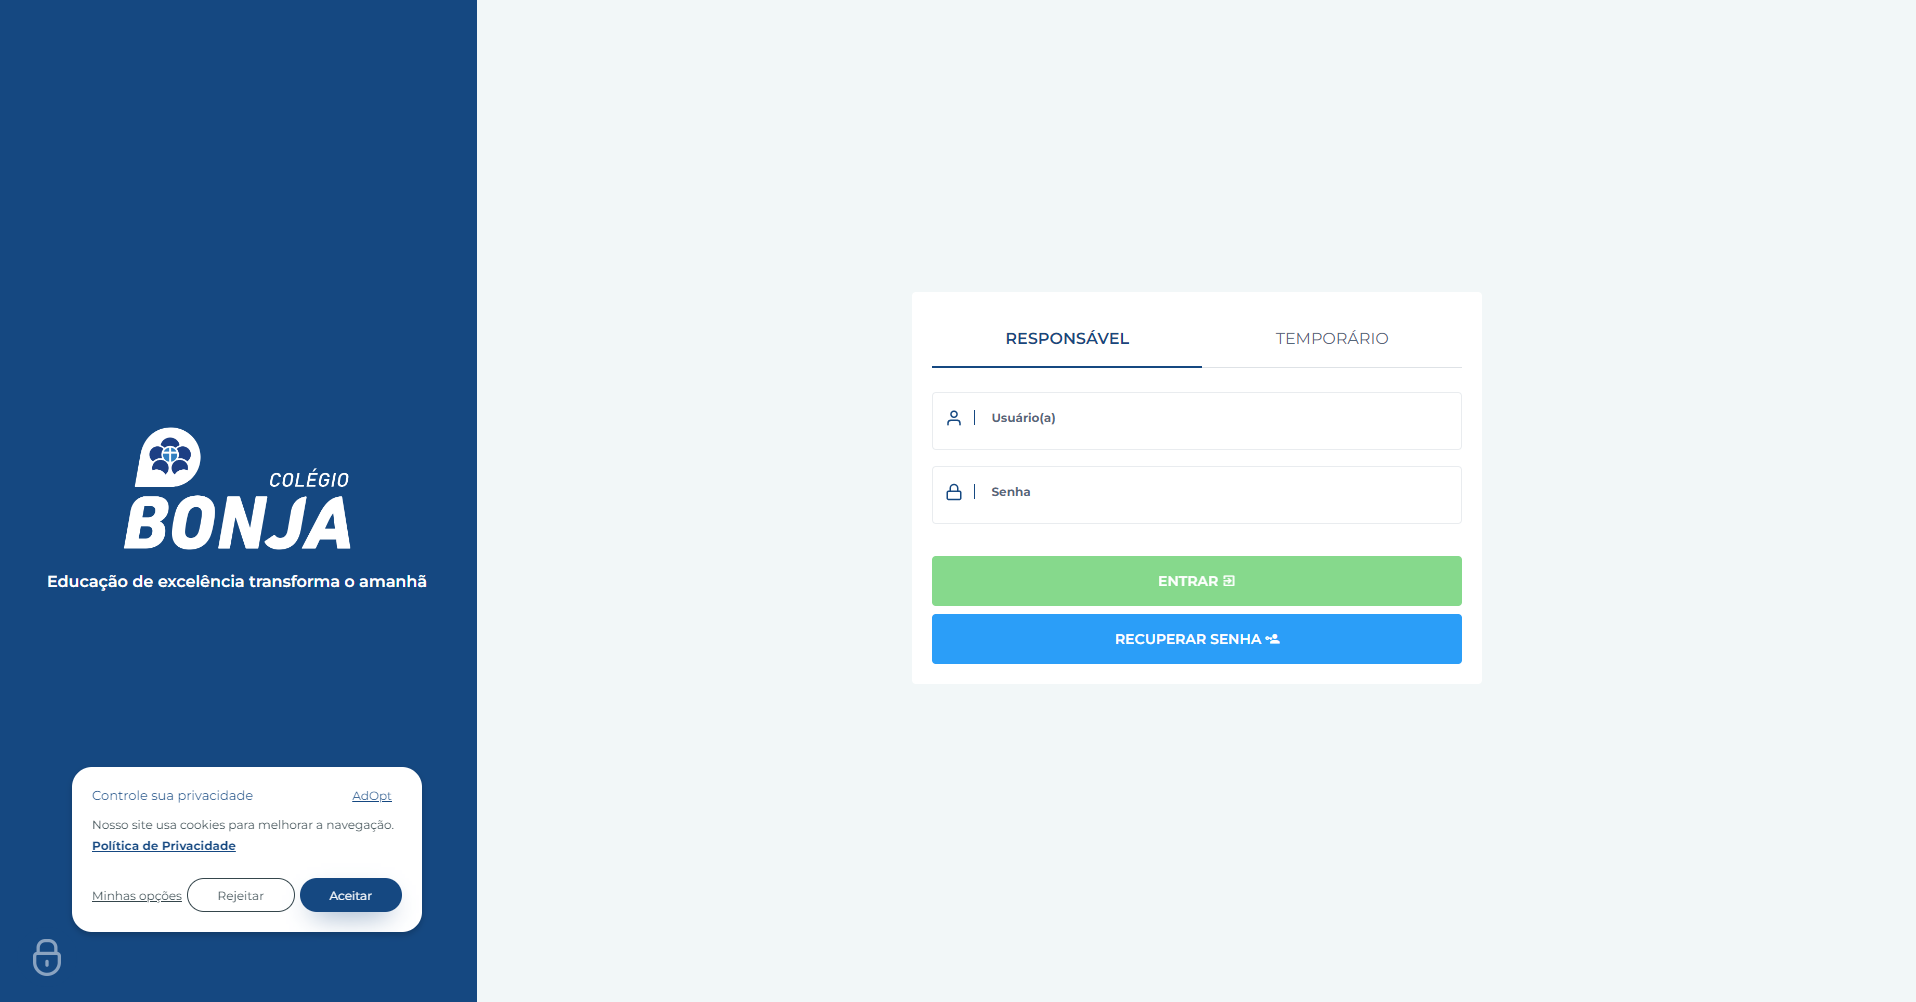 COLÉGIO
BONJA
Educação de excelência transforma o amanhã
RESPONSÁVEL
TEMPORÁRIO
Usuário(a)
Senha
ENTRAR
RECUPERAR SENHA
Controle sua privacidade
AdOpt
Nosso site usa cookies para melhorar a navegação.
Política de Privacidade
Minhas opções
Rejeitar
Aceitar